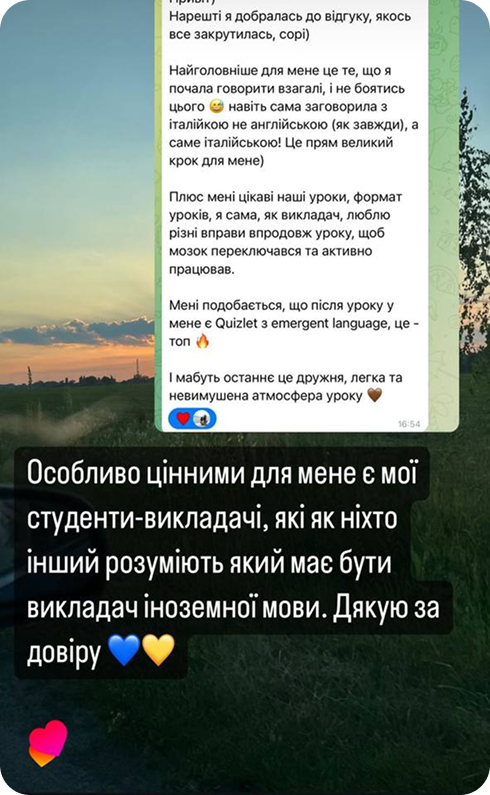 Нарешті я добралась до відгуку, якось
все закрутилась, сорі)
Найголовніше для мене це те, що я
почала говорити взагалі, і не боятись
цього 😅 навіть сама заговорила з
італійкою не англійською (як завжди), а
саме італійською! Це прям великий
крок для мене)
Плюс мені цікаві наші уроки, формат
уроків, я сама, як викладач, люблю
різні вправи впродовж уроку, щоб
мозок переключався та активно
працював.
Мені подобається, що після уроку у
мене є Quizlet з emergent language, це -
топ 🔥
І мабуть останнє це дружня, легка та
невимушена атмосфера уроку 🤎
16:54
Особливо цінними для мене є мої
студенти-викладачі, які як ніхто
інший розуміють який має бути
викладач іноземної мови. Дякую за
довіру 💙💛